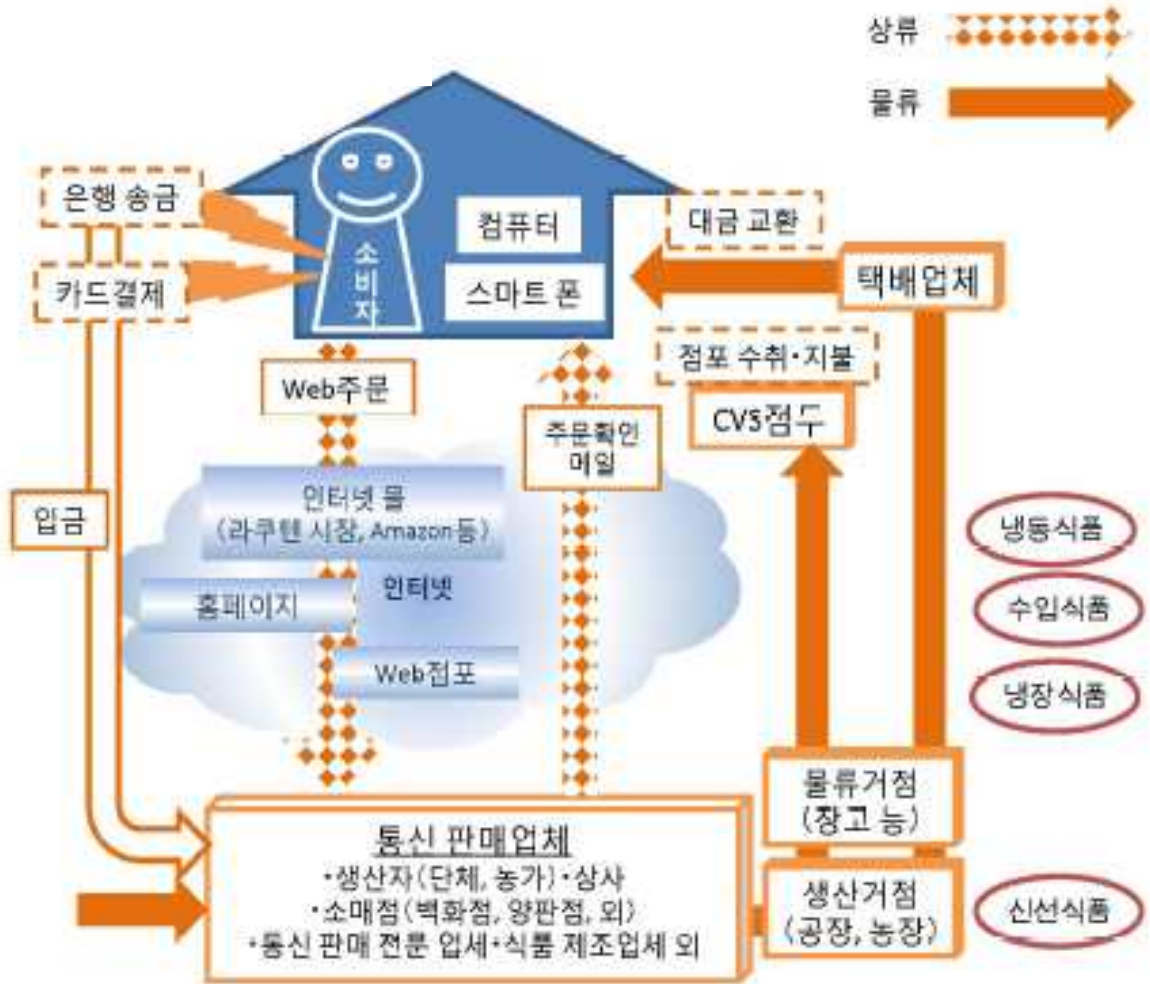 상류
물류
은행 송금
카드결제
소비자
컴퓨터
스마트 폰
대금 교환
택배업체
점포 수취·지불
CVS점두
Web주문
주문확인
메일
입금
인터넷 몰
(라쿠텐 시장, Amazon등)
인터넷
홈페이지
Web점포
냉동식품
수입식품
냉장식품
물류거점
(창고 등)
통신 판매업체
·생산자(단체, 농가)·상사
·소매점(백화점, 양판점, 외)
·통신 판매 전문 업체·식품 제조업체 외
생산거점
(공장, 농장)
신선식품